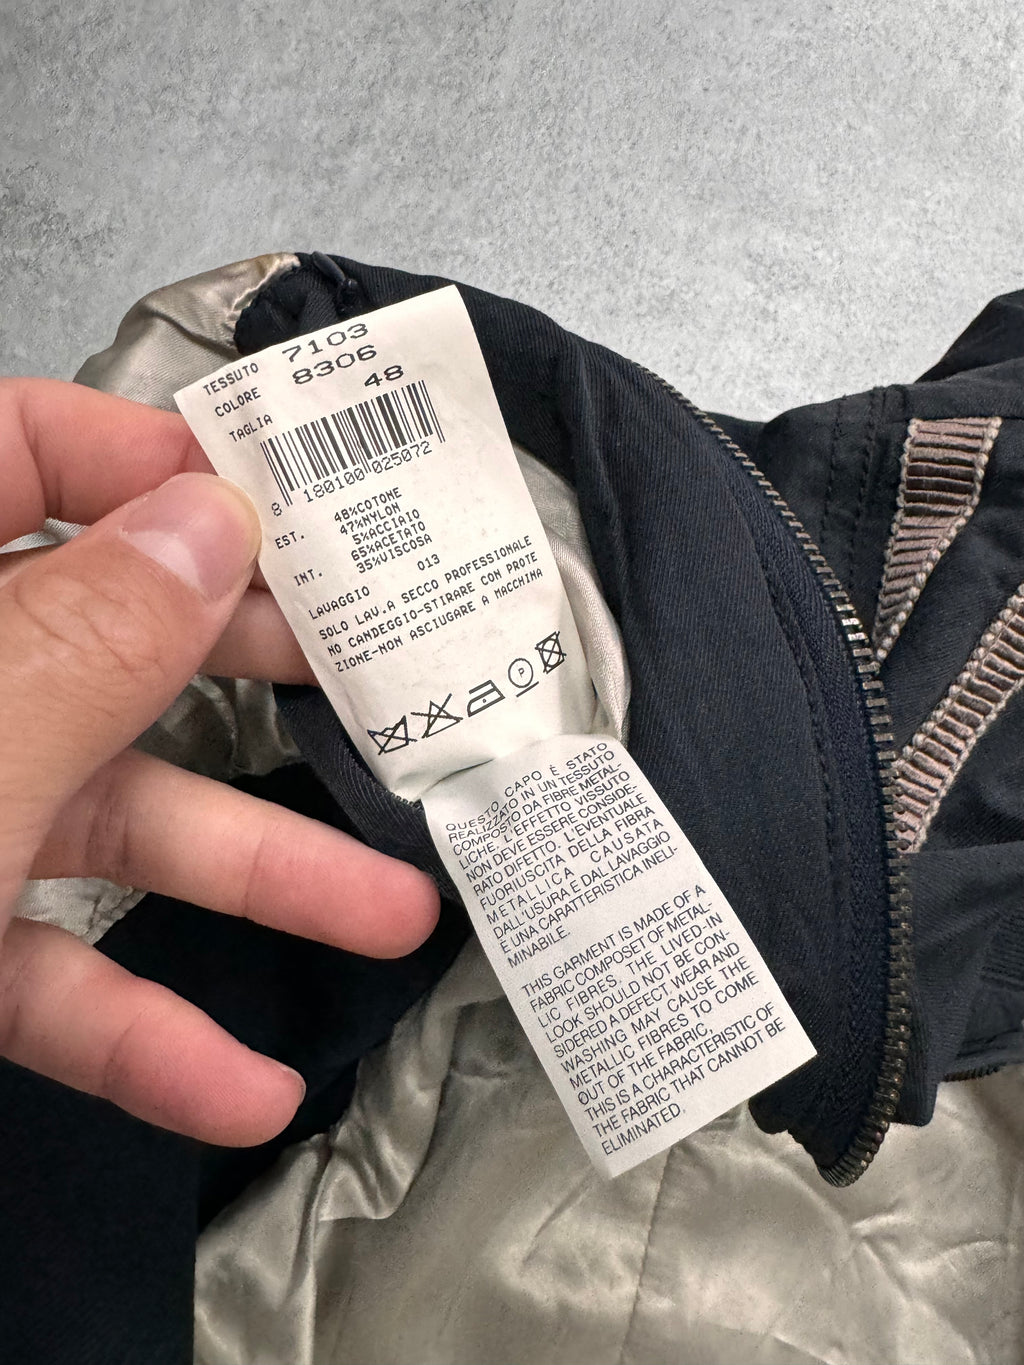 TESSUTO 7103
COLORE 8306
TAGLIA 48
8 180100 025072
EST. 48%COTONE
47%NYLON
5%ACCIAIO
INT. 65%ACETATO
35%VISCOSA
LAVAGGIO 013
SOLO LAV.A SECCO PROFESSIONALE
NO CANDEGGIO-STIRARE CON PROTE
ZIONE-NON ASCIUGARE A MACCHINA
P
QUESTO CAPO È STATO
REALIZZATO IN UN TESSUTO
COMPOSTO DA FIBRE METAL-
LICHE. L'EFFETTO VISSUTO
NON DEVE ESSERE CONSIDE-
RATO DIFETTO. L'EVENTUALE
FUORIUSCITA DELLA FIBRA
METALLICA CAUSATA
DALL'USURA E DAL LAVAGGIO
È UNA CARATTERISTICA INELI-
MINABILE.
THIS GARMENT IS MADE OF A
FABRIC COMPOSET OF METAL-
LIC FIBRES. THE LIVED-IN
LOOK SHOULD NOT BE CON-
SIDERED A DEFECT. WEAR AND
WASHING MAY CAUSE THE
METALLIC FIBRES TO COME
OUT OF THE FABRIC,
THIS IS A CHARACTERISTIC OF
THE FABRIC THAT CANNOT BE
ELIMINATED.